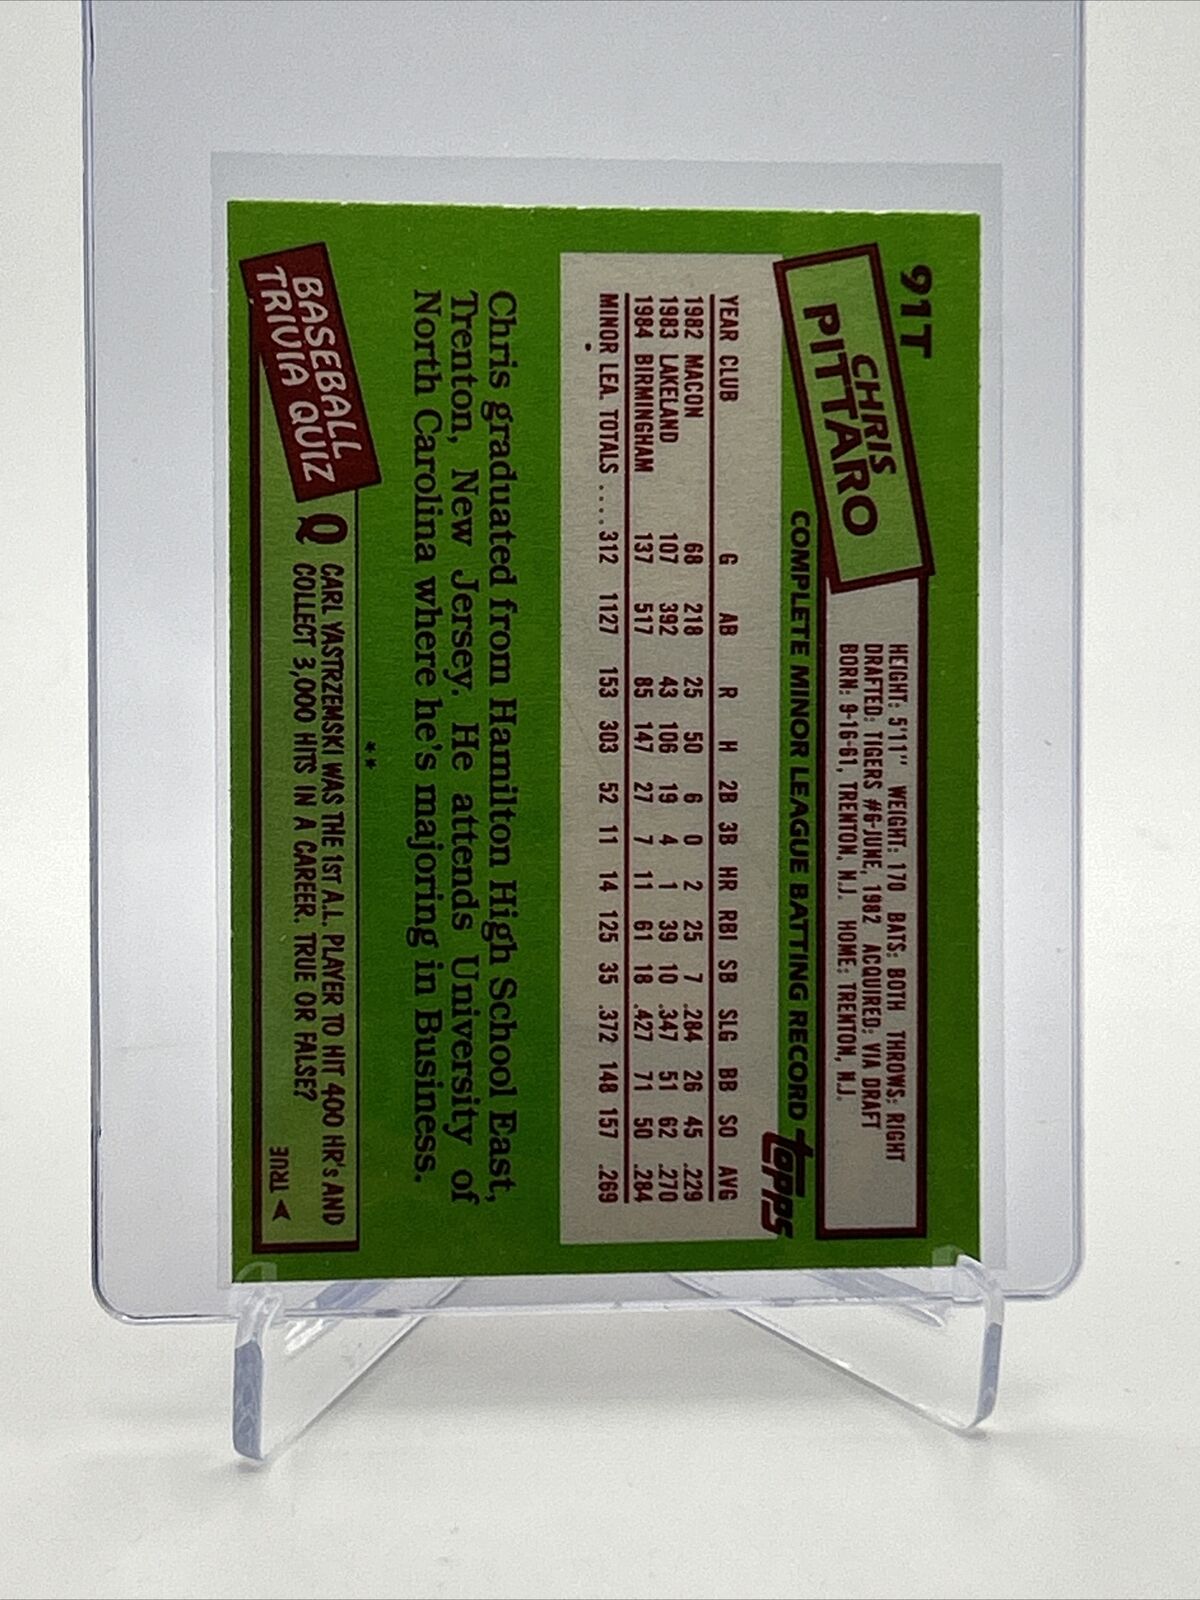 91T
CHRIS
PITTARO
HEIGHT: 5'11" WEIGHT: 170 BATS: BOTH THROWS: RIGHT
DRAFTED: TIGERS #6-JUNE, 1982 ACQUIRED: VIA DRAFT
BORN: 9-16-61, TRENTON, N.J. HOME: TRENTON, N.J.
COMPLETE MINOR LEAGUE BATTING RECORD topps
YEAR CLUB G AB R H 2B 3B HR RBI SB SLG BB SO AVG
1982 MACON 68 218 25 50 6 0 2 25 7 .284 26 45 .229
1983 LAKELAND 107 392 43 106 19 4 1 39 10 .347 51 62 .270
1984 BIRMINGHAM 137 517 85 147 27 7 11 61 18 .427 71 50 .284
MINOR LEA. TOTALS ....312 1127 153 303 52 11 14 125 35 .372 148 157 .269
Chris graduated from Hamilton High School East,
Trenton, New Jersey. He attends University of
North Carolina where he's majoring in Business.
**
BASEBALL
TRIVIA QUIZ
Q CARL YASTRZEMSKI WAS THE 1ST A.L. PLAYER TO HIT 400 HR's AND
COLLECT 3,000 HITS IN A CAREER. TRUE OR FALSE?
TRUE